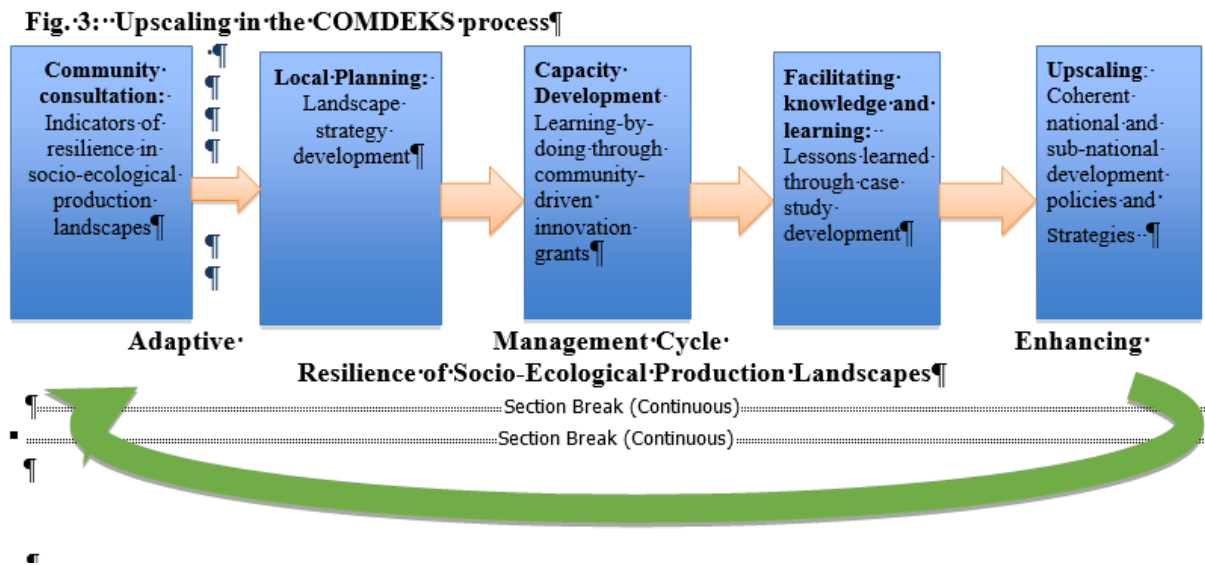 Fig. 3: Upscaling in the COMDEKS process¶
Community
consultation:
Indicators of
resilience in
socio-ecological
production
landscapes¶
¶
¶
¶
¶
¶
¶
Local Planning:
Landscape
strategy
development¶
Capacity
Development
Learning-by-
doing through
community-
driven
innovation
grants¶
Facilitating
knowledge and
learning:
Lessons learned
through case
study
development¶
Upscaling:
Coherent
national and
sub-national
development
policies and
Strategies ¶
Adaptive Management Cycle Enhancing
Resilience of Socio-Ecological Production Landscapes¶
¶ Section Break (Continuous)
Section Break (Continuous)
¶
¶